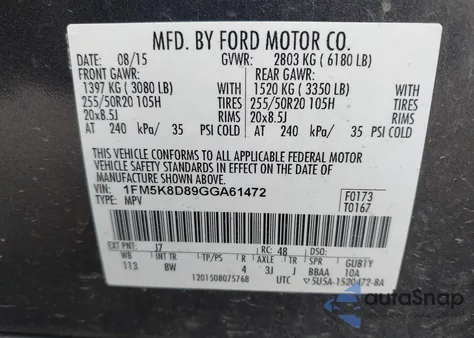 MFD. BY FORD MOTOR CO.
08/15 GVWR: 2803 KG ( 6180 LB)
FRONT GAWR: REAR GAWR:
1397 KG ( 3080 LB) WITH 1520 KG ( 3350 LB) WITH
255/50R20 105H TIRES 255/50R20 105H TIRES
20x8.5J RIMS 20x8.5J RIMS
AT 240 kPa/ 35 PSI COLD AT 240 kPa/ 35 PSI COLD
THIS VEHICLE CONFORMS TO ALL APPLICABLE FEDERAL MOTOR
VEHICLE SAFETY STANDARDS IN EFFECT ON THE DATE OF
MANUFACTURE SHOWN ABOVE.
VIN: 1FM5K8D89GGA61472 F0173
TYPE: MPV T0167
EXT PNT: J7 RC: 48 DSO:
WB BRK TP/PS R AXLE TR SPR GUBTY
113 8W 4 3J J BBAA 10A
1201508075768 UTC ▽5U5A-1520472-BA
autoSnap